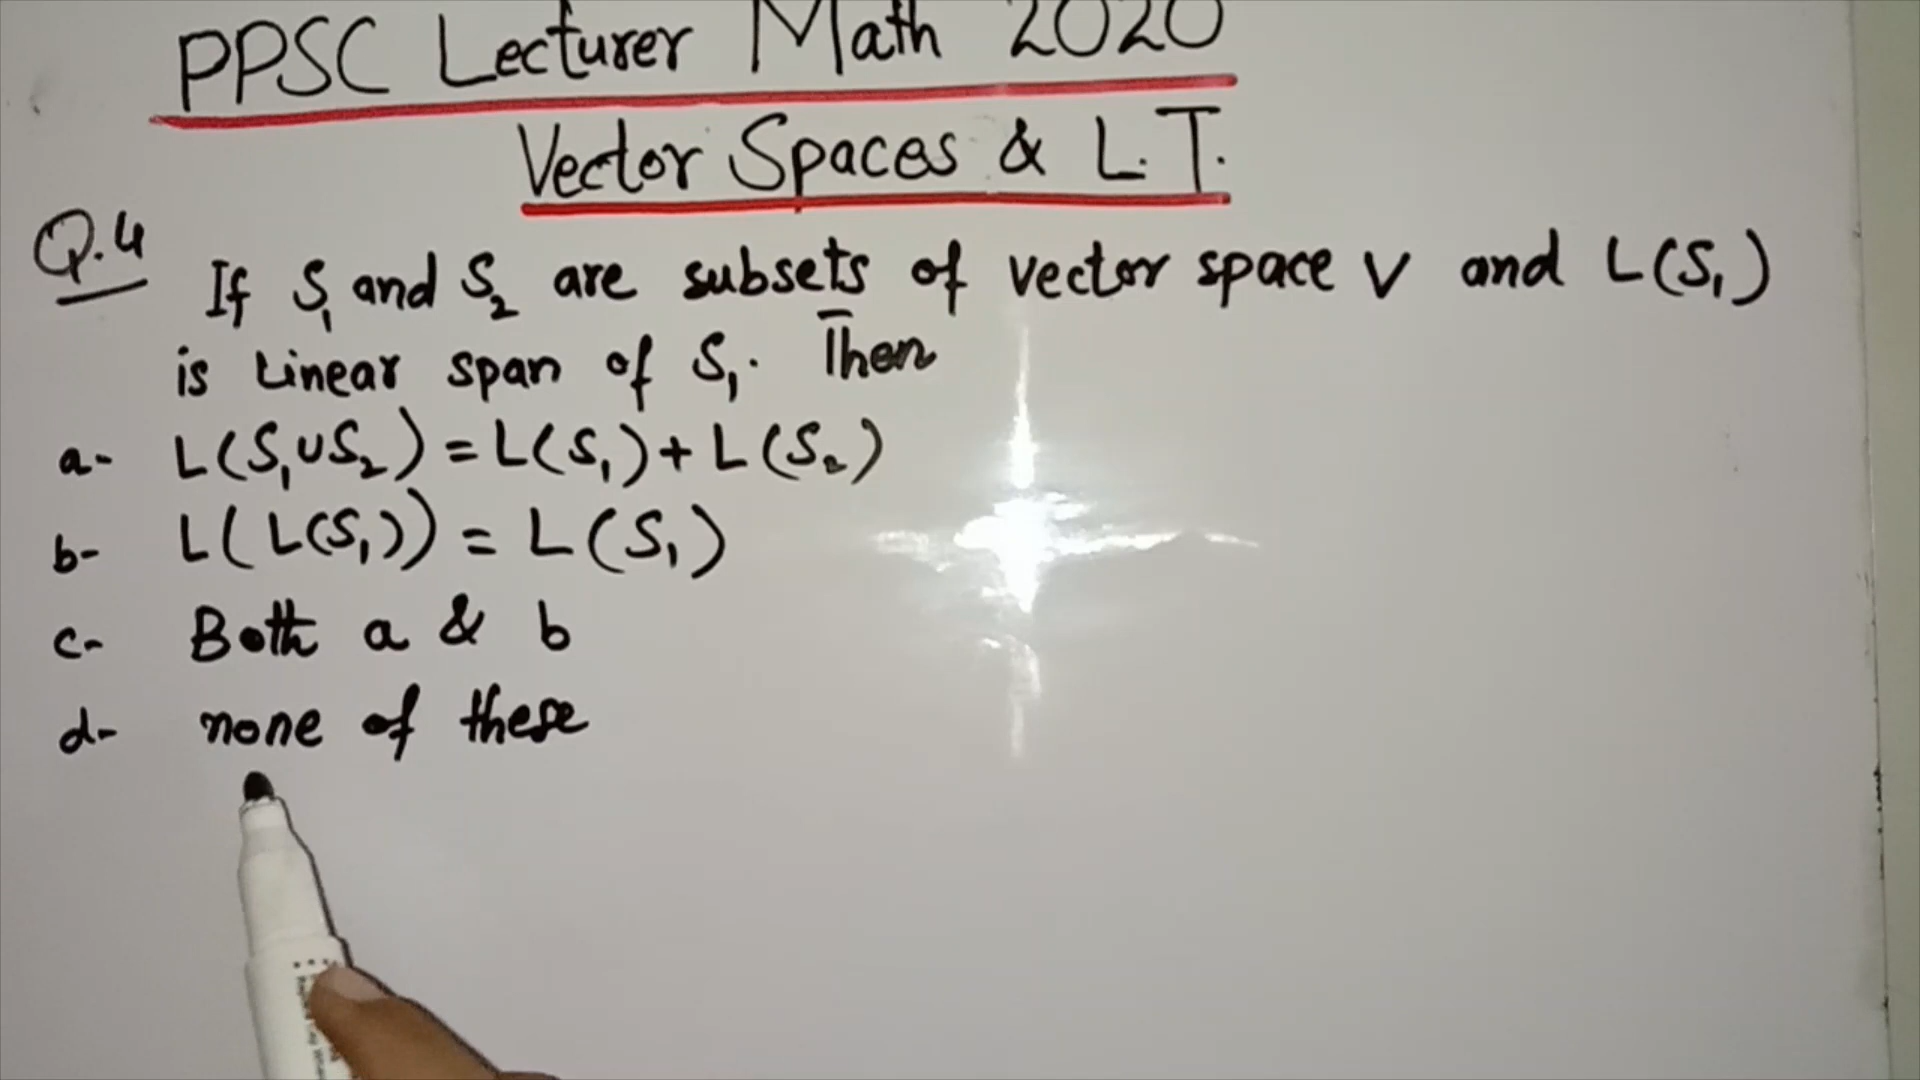 PPSC Lecturer Math 2020
Vector Spaces & L.T.
Q.4 If S₁ and S₂ are subsets of vector space V and L(S₁)
is Linear span of S₁. Then
a- L(S₁∪S₂) = L(S₁) + L(S₂)
b- L(L(S₁)) = L(S₁)
c- Both a & b
d- none of these